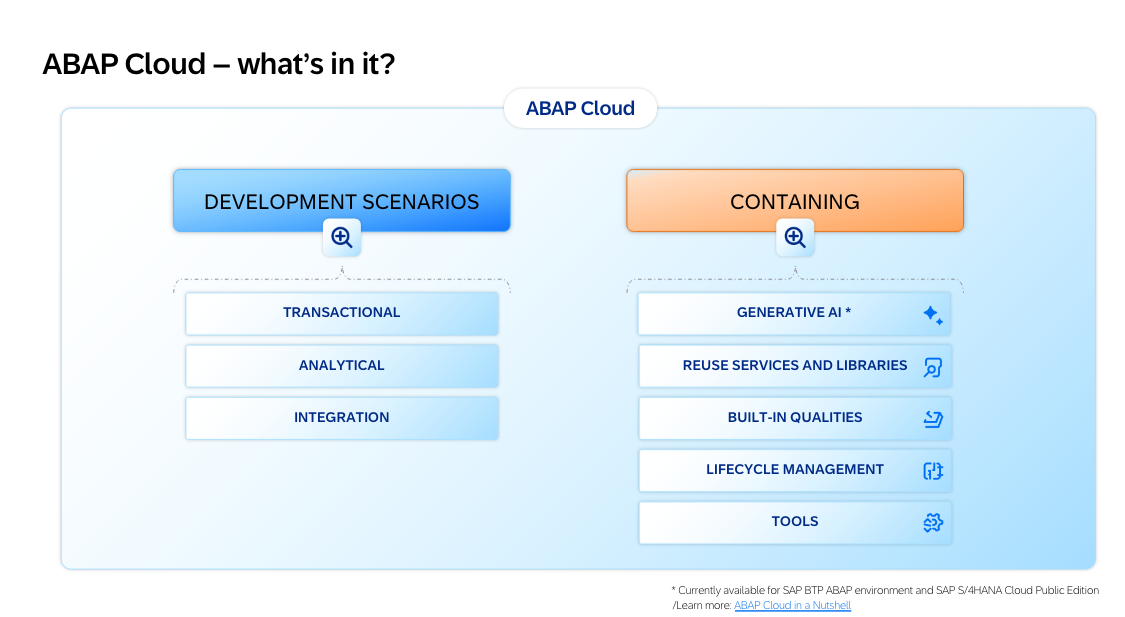 ABAP Cloud – what’s in it?
ABAP Cloud
DEVELOPMENT SCENARIOS
TRANSACTIONAL
ANALYTICAL
INTEGRATION
CONTAINING
GENERATIVE AI *
REUSE SERVICES AND LIBRARIES
BUILT-IN QUALITIES
LIFECYCLE MANAGEMENT
TOOLS
* Currently available for SAP BTP ABAP environment and SAP S/4HANA Cloud Public Edition
/Learn more: ABAP Cloud in a Nutshell